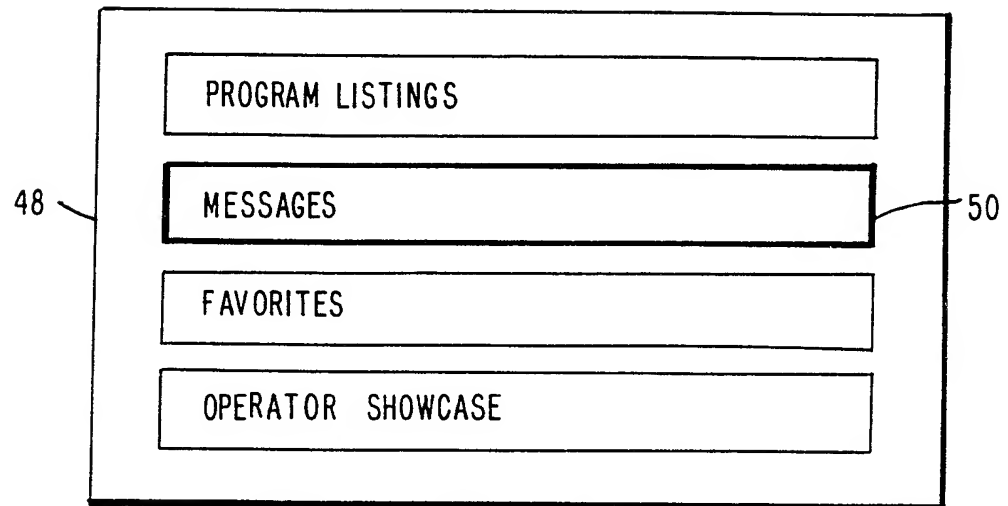 PROGRAM LISTINGS
48
MESSAGES
50
FAVORITES
OPERATOR SHOWCASE